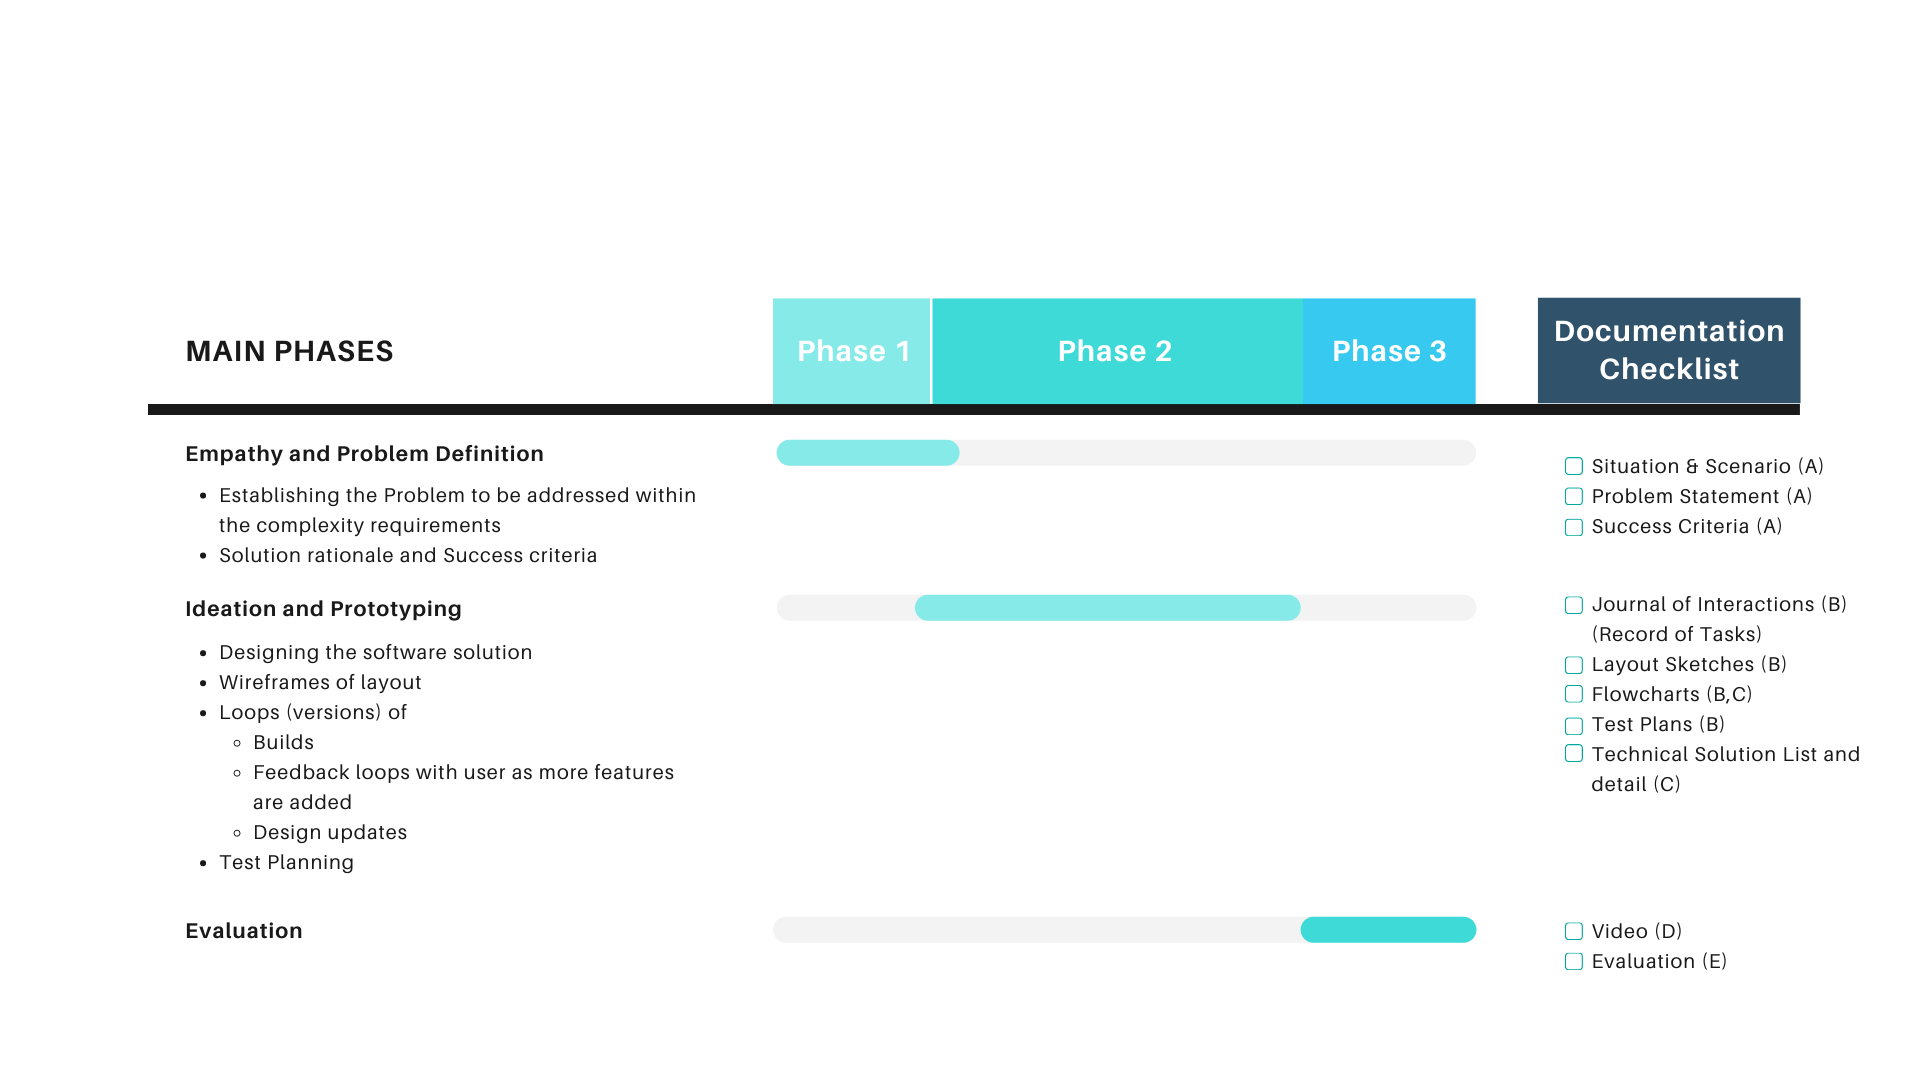 MAIN PHASES
Phase 1
Phase 2
Phase 3
Documentation
Checklist
Empathy and Problem Definition
Establishing the Problem to be addressed within
the complexity requirements
Solution rationale and Success criteria
Situation & Scenario (A)
Problem Statement (A)
Success Criteria (A)
Ideation and Prototyping
Designing the software solution
Wireframes of layout
Loops (versions) of
Builds
Feedback loops with user as more features
are added
Design updates
Test Planning
Journal of Interactions (B)
(Record of Tasks)
Layout Sketches (B)
Flowcharts (B,C)
Test Plans (B)
Technical Solution List and
detail (C)
Evaluation
Video (D)
Evaluation (E)